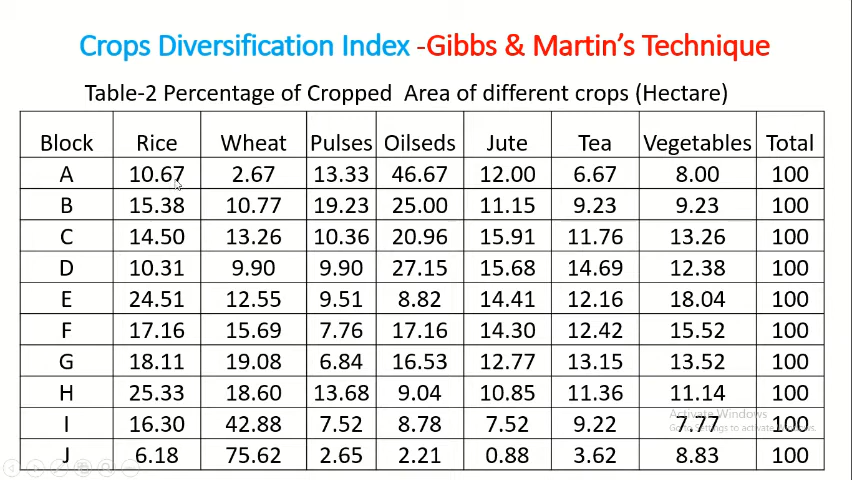 Crops Diversification Index -Gibbs & Martin's Technique
Table-2 Percentage of Cropped Area of different crops (Hectare)
Block Rice Wheat Pulses Oilseds Jute Tea Vegetables Total
A 10.67 2.67 13.33 46.67 12.00 6.67 8.00 100
B 15.38 10.77 19.23 25.00 11.15 9.23 9.23 100
C 14.50 13.26 10.36 20.96 15.91 11.76 13.26 100
D 10.31 9.90 9.90 27.15 15.68 14.69 12.38 100
E 24.51 12.55 9.51 8.82 14.41 12.16 18.04 100
F 17.16 15.69 7.76 17.16 14.30 12.42 15.52 100
G 18.11 19.08 6.84 16.53 12.77 13.15 13.52 100
H 25.33 18.60 13.68 9.04 10.85 11.36 11.14 100
Activate Windows
I 16.30 42.88 7.52 8.78 7.52 9.22 7.77 100
Go to Settings to activate Windows.
J 6.18 75.62 2.65 2.21 0.88 3.62 8.83 100